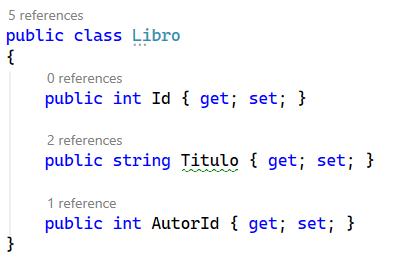 5 references
public class Libro
{
0 references
public int Id { get; set; }
2 references
public string Titulo { get; set; }
1 reference
public int AutorId { get; set; }
}